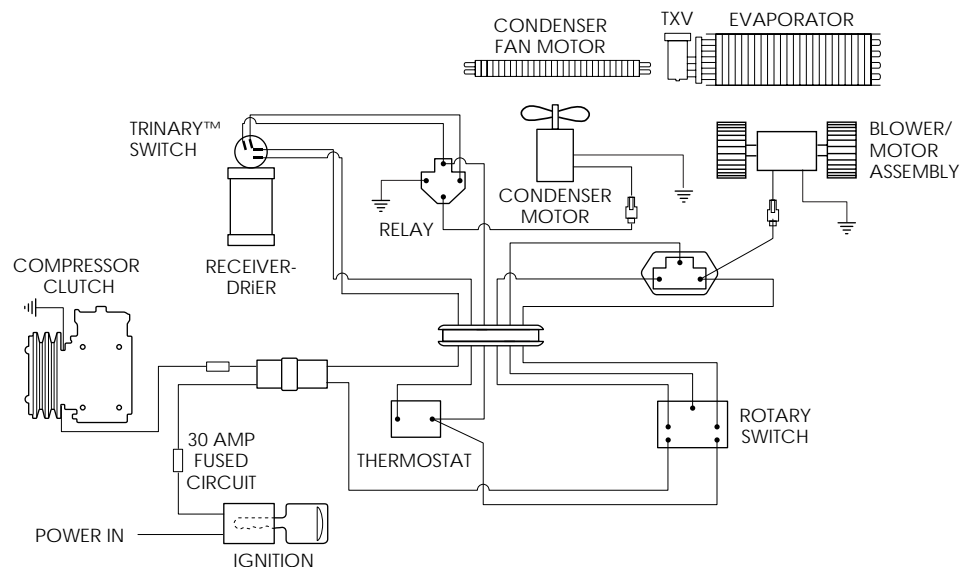 CONDENSER
FAN MOTOR
TXV
EVAPORATOR
TRINARY™
SWITCH
BLOWER/
MOTOR
ASSEMBLY
CONDENSER
MOTOR
RELAY
RECEIVER-
DRiER
COMPRESSOR
CLUTCH
30 AMP
FUSED
CIRCUIT
THERMOSTAT
ROTARY
SWITCH
POWER IN
IGNITION